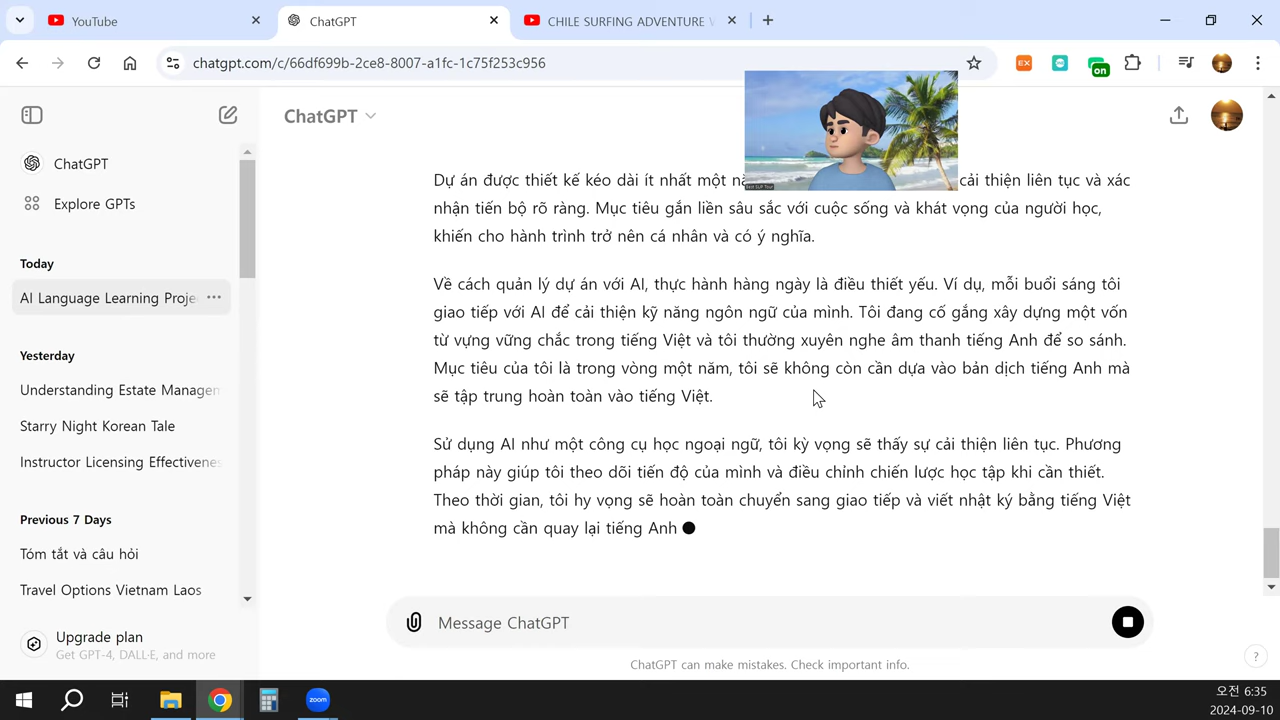 YouTube
ChatGPT
CHILE SURFING ADVENTURE V
chatgpt.com/c/66df699b-2ce8-8007-a1fc-1c75f253c956
EX
on
ChatGPT
ChatGPT
Explore GPTs
Today
AI Language Learning Proje
Yesterday
Understanding Estate Managem
Starry Night Korean Tale
Instructor Licensing Effectivenes
Previous 7 Days
Tóm tắt và câu hỏi
Travel Options Vietnam Laos
Upgrade plan
Get GPT-4, DALL·E, and more
Dự án được thiết kế kéo dài ít nhất một nă cải thiện liên tục và xác
nhận tiến bộ rõ ràng. Mục tiêu gắn liền sâu sắc với cuộc sống và khát vọng của người học,
khiến cho hành trình trở nên cá nhân và có ý nghĩa.
Về cách quản lý dự án với AI, thực hành hàng ngày là điều thiết yếu. Ví dụ, mỗi buổi sáng tôi
giao tiếp với AI để cải thiện kỹ năng ngôn ngữ của mình. Tôi đang cố gắng xây dựng một vốn
từ vựng vững chắc trong tiếng Việt và tôi thường xuyên nghe âm thanh tiếng Anh để so sánh.
Mục tiêu của tôi là trong vòng một năm, tôi sẽ không còn cần dựa vào bản dịch tiếng Anh mà
sẽ tập trung hoàn toàn vào tiếng Việt.
Sử dụng AI như một công cụ học ngoại ngữ, tôi kỳ vọng sẽ thấy sự cải thiện liên tục. Phương
pháp này giúp tôi theo dõi tiến độ của mình và điều chỉnh chiến lược học tập khi cần thiết.
Theo thời gian, tôi hy vọng sẽ hoàn toàn chuyển sang giao tiếp và viết nhật ký bằng tiếng Việt
mà không cần quay lại tiếng Anh
Message ChatGPT
ChatGPT can make mistakes. Check important info.
?
zoom
오전 6:35
2024-09-10